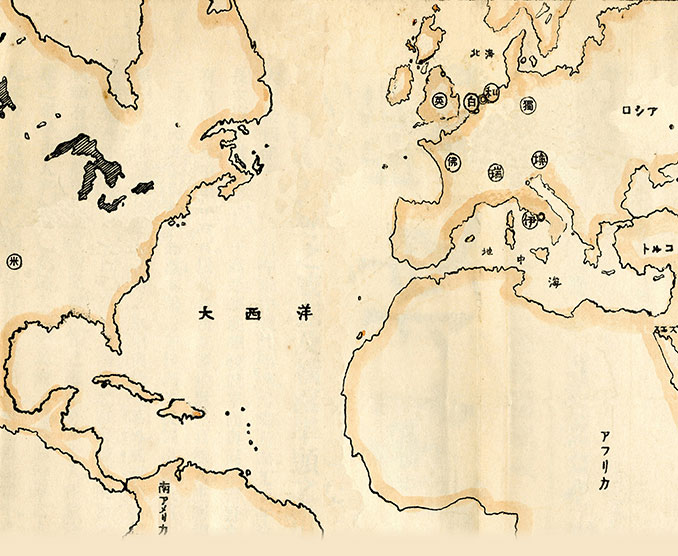 北海
英
白
獨
ロシア
佛
瑞
墺
伊
トルコ
地中海
米
大西洋
スエズ
アフリカ
南アメリカ